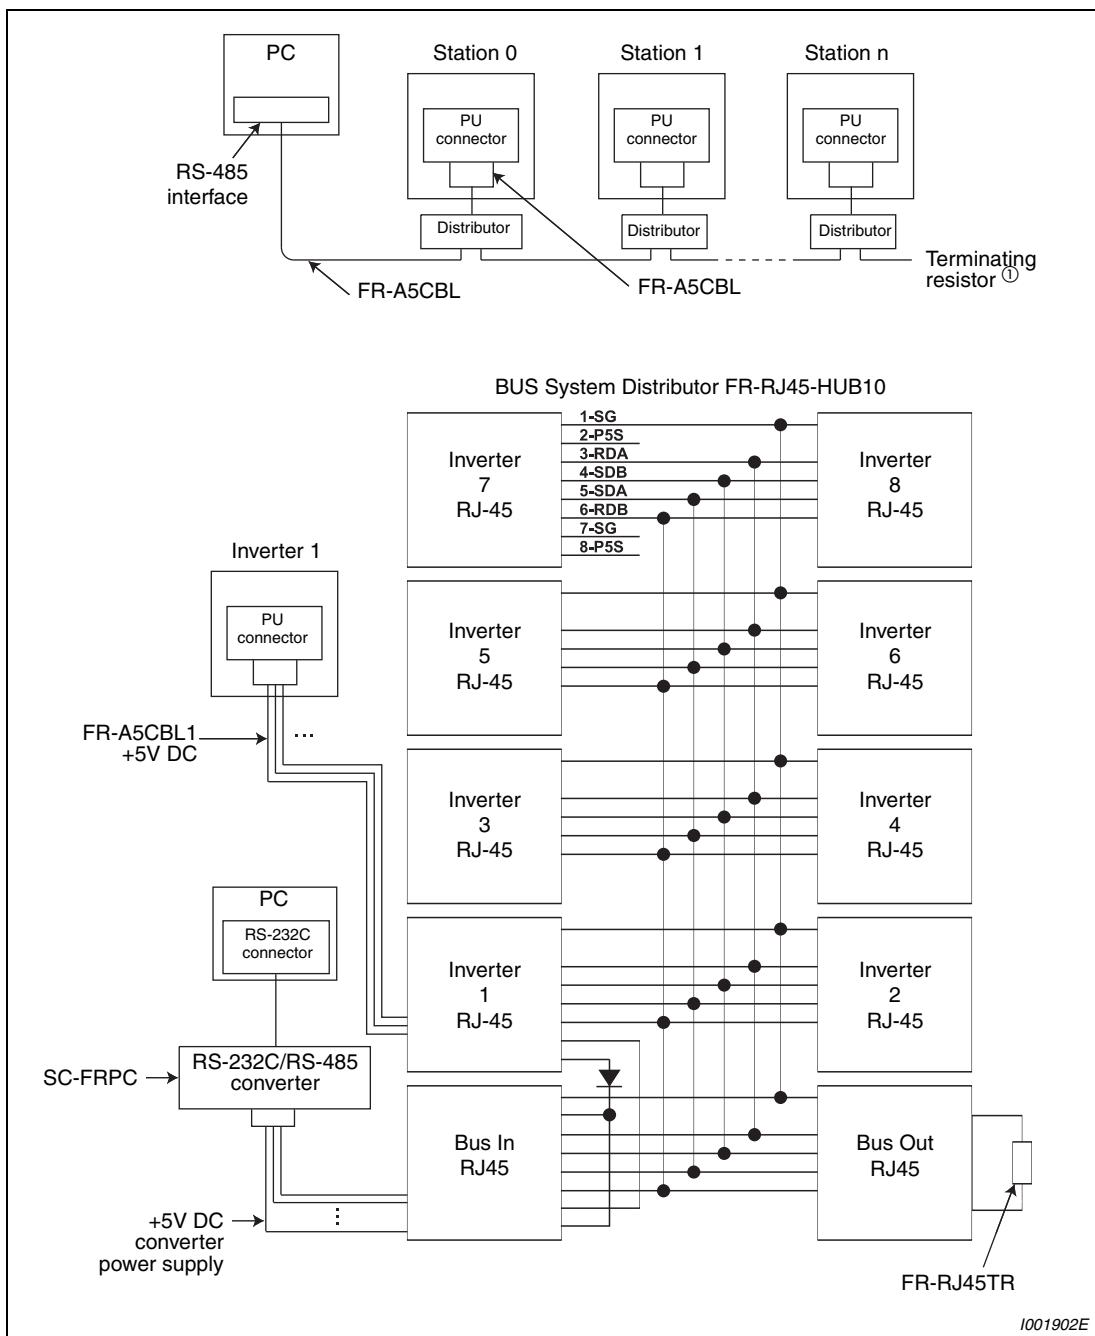 PC
Station 0
Station 1
Station n
PU
connector
PU
connector
PU
connector
RS-485
interface
Distributor
Distributor
Distributor
FR-A5CBL
FR-A5CBL
Terminating
resistor ①
BUS System Distributor FR-RJ45-HUB10
Inverter
7
RJ-45
1-SG
2-P5S
3-RDA
4-SDB
5-SDA
6-RDB
7-SG
8-P5S
Inverter
8
RJ-45
Inverter 1
PU
connector
Inverter
5
RJ-45
Inverter
6
RJ-45
FR-A5CBL1
+5V DC
...
Inverter
3
RJ-45
Inverter
4
RJ-45
PC
RS-232C
connector
Inverter
1
RJ-45
Inverter
2
RJ-45
SC-FRPC
RS-232C/RS-485
converter
Bus In
RJ45
Bus Out
RJ45
+5V DC
converter
power supply
FR-RJ45TR
I001902E